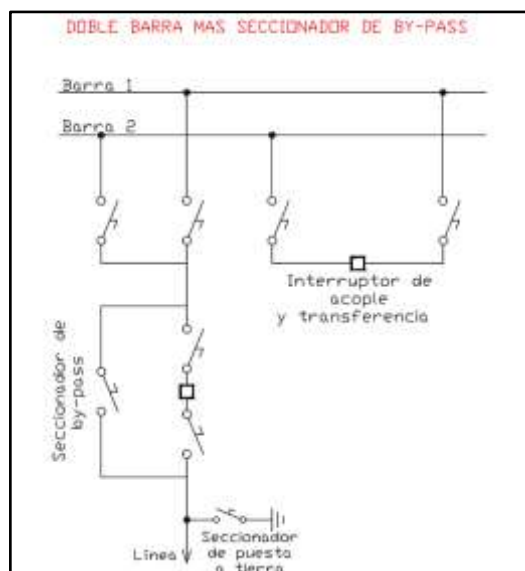 DOBLE BARRA MAS SECCIONADOR DE BY-PASS
Barra 1
Barra 2
Interruptor de
acople
y transferencia
Seccionador de
by-pass
Seccionador
de puesta
a tierra
Línea